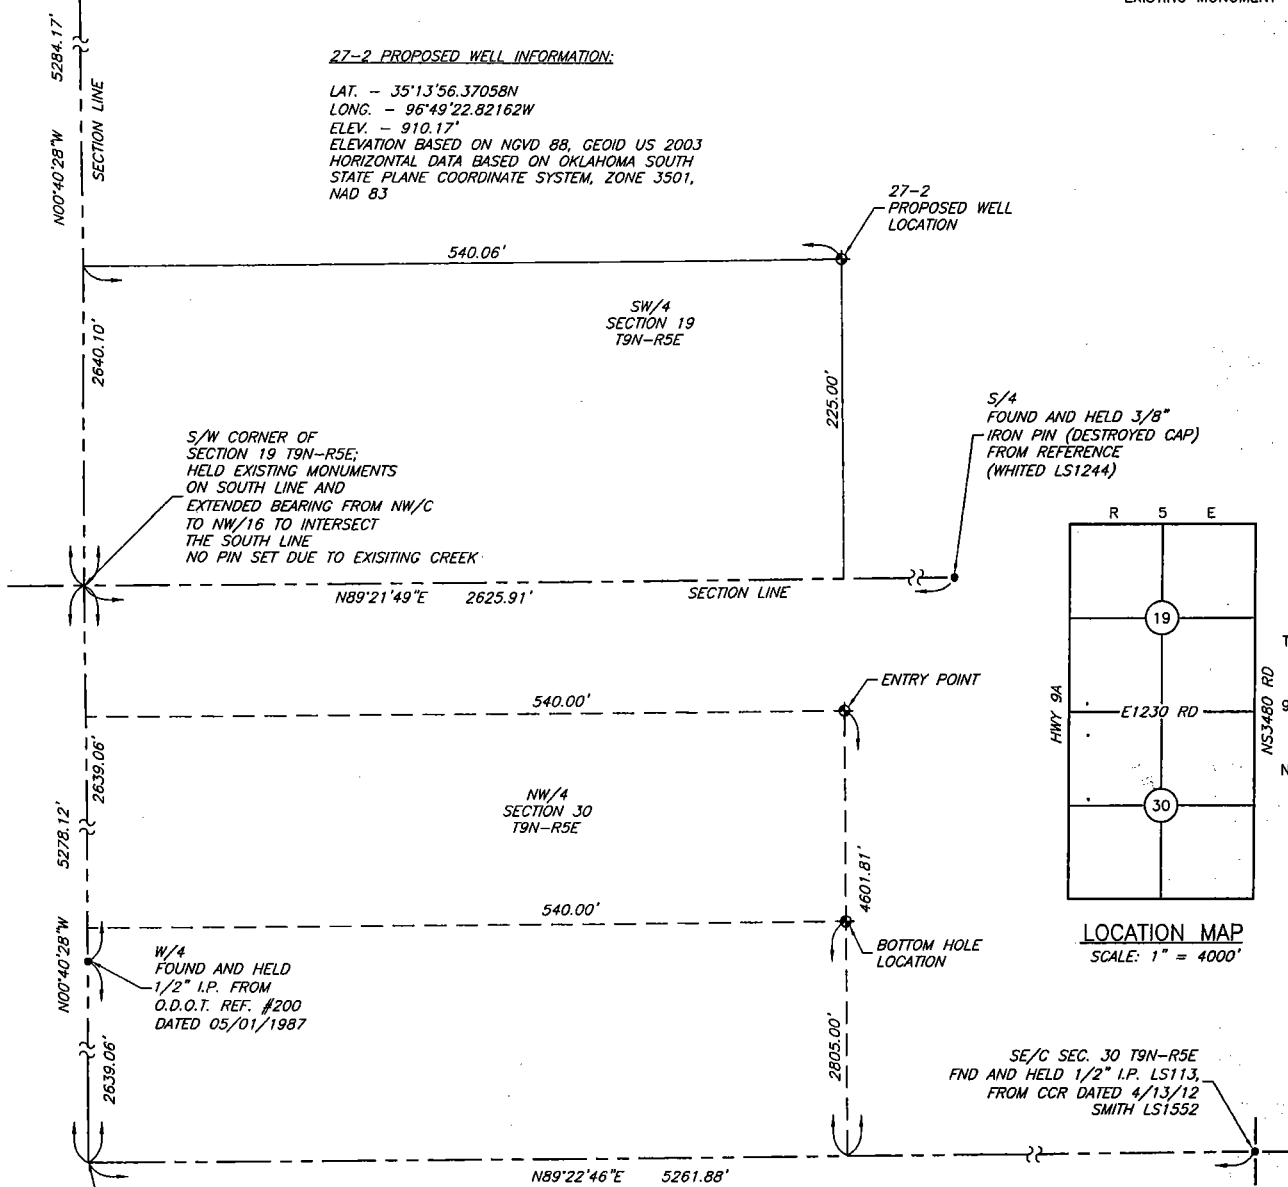 EXISTING MONUMENT
5284.17'
N00°40'28"W
SECTION LINE
27-2 PROPOSED WELL INFORMATION:
LAT. - 35°13'56.37058N
LONG. - 96°49'22.82162W
ELEV. - 910.17'
ELEVATION BASED ON NGVD 88, GEOID US 2003
HORIZONTAL DATA BASED ON OKLAHOMA SOUTH
STATE PLANE COORDINATE SYSTEM, ZONE 3501,
NAD 83
27-2
PROPOSED WELL
LOCATION
540.06'
SW/4
SECTION 19
T9N-R5E
2640.10'
225.00'
S/4
FOUND AND HELD 3/8"
IRON PIN (DESTROYED CAP)
FROM REFERENCE
(WHITED LS1244)
S/W CORNER OF
SECTION 19 T9N-R5E;
HELD EXISTING MONUMENTS
ON SOUTH LINE AND
EXTENDED BEARING FROM NW/C
TO NW/16 TO INTERSECT
THE SOUTH LINE
NO PIN SET DUE TO EXISITING CREEK
N89°21'49"E 2625.91'
SECTION LINE
R 5 E
19
T
9
N
HWY 9A
E1230 RD
NS3480 RD
30
LOCATION MAP
SCALE: 1" = 4000'
ENTRY POINT
540.00'
2639.06'
5278.12'
N00°40'28"W
NW/4
SECTION 30
T9N-R5E
4601.81'
540.00'
BOTTOM HOLE
LOCATION
W/4
FOUND AND HELD
1/2" I.P. FROM
O.D.O.T. REF. #200
DATED 05/01/1987
2639.06'
2805.00'
SE/C SEC. 30 T9N-R5E
FND AND HELD 1/2" I.P. LS113,
FROM CCR DATED 4/13/12
SMITH LS1552
N89°22'46"E 5261.88'